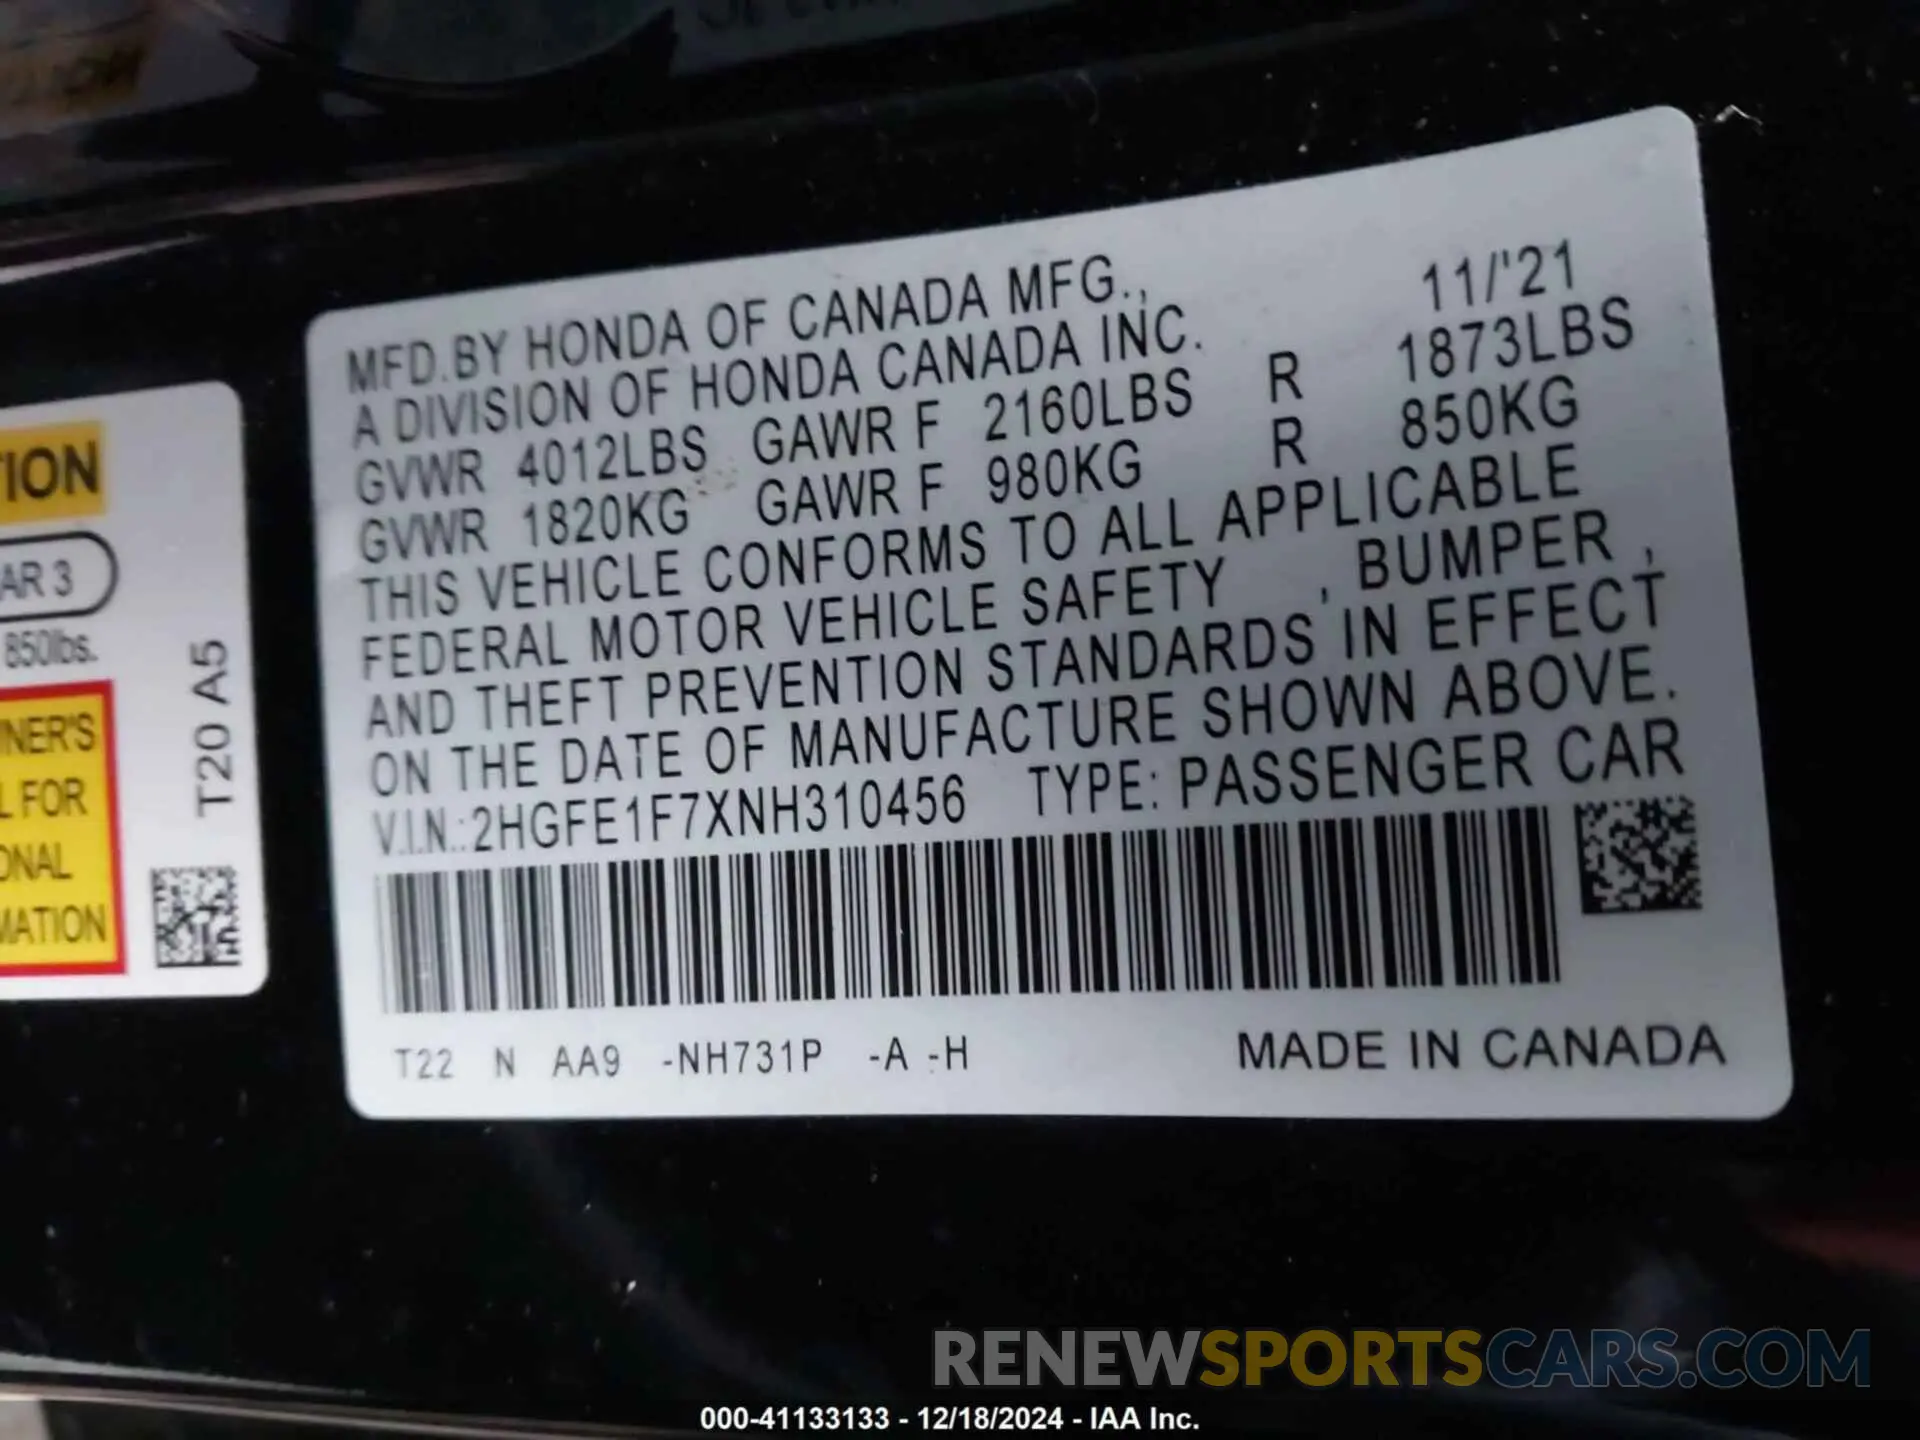 MFD.BY HONDA OF CANADA MFG., 11/'21
A DIVISION OF HONDA CANADA INC.
GVWR 4012LBS GAWR F 2160LBS R 1873LBS
GVWR 1820KG GAWR F 980KG R 850KG
THIS VEHICLE CONFORMS TO ALL APPLICABLE
FEDERAL MOTOR VEHICLE SAFETY , BUMPER ,
AND THEFT PREVENTION STANDARDS IN EFFECT
ON THE DATE OF MANUFACTURE SHOWN ABOVE.
V.I.N.:2HGFE1F7XNH310456 TYPE: PASSENGER CAR
T22 N AA9 -NH731P -A -H MADE IN CANADA
TION
AR 3
850lbs.
NER'S
L FOR
ONAL
MATION
T20 A5
RENEWSPORTSCARS.COM
000-41133133 - 12/18/2024 - IAA Inc.